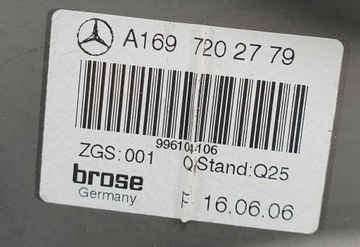 A169 720 27 79
996104106
ZGS:001 QStand:Q25
brose
Germany 16.06.06